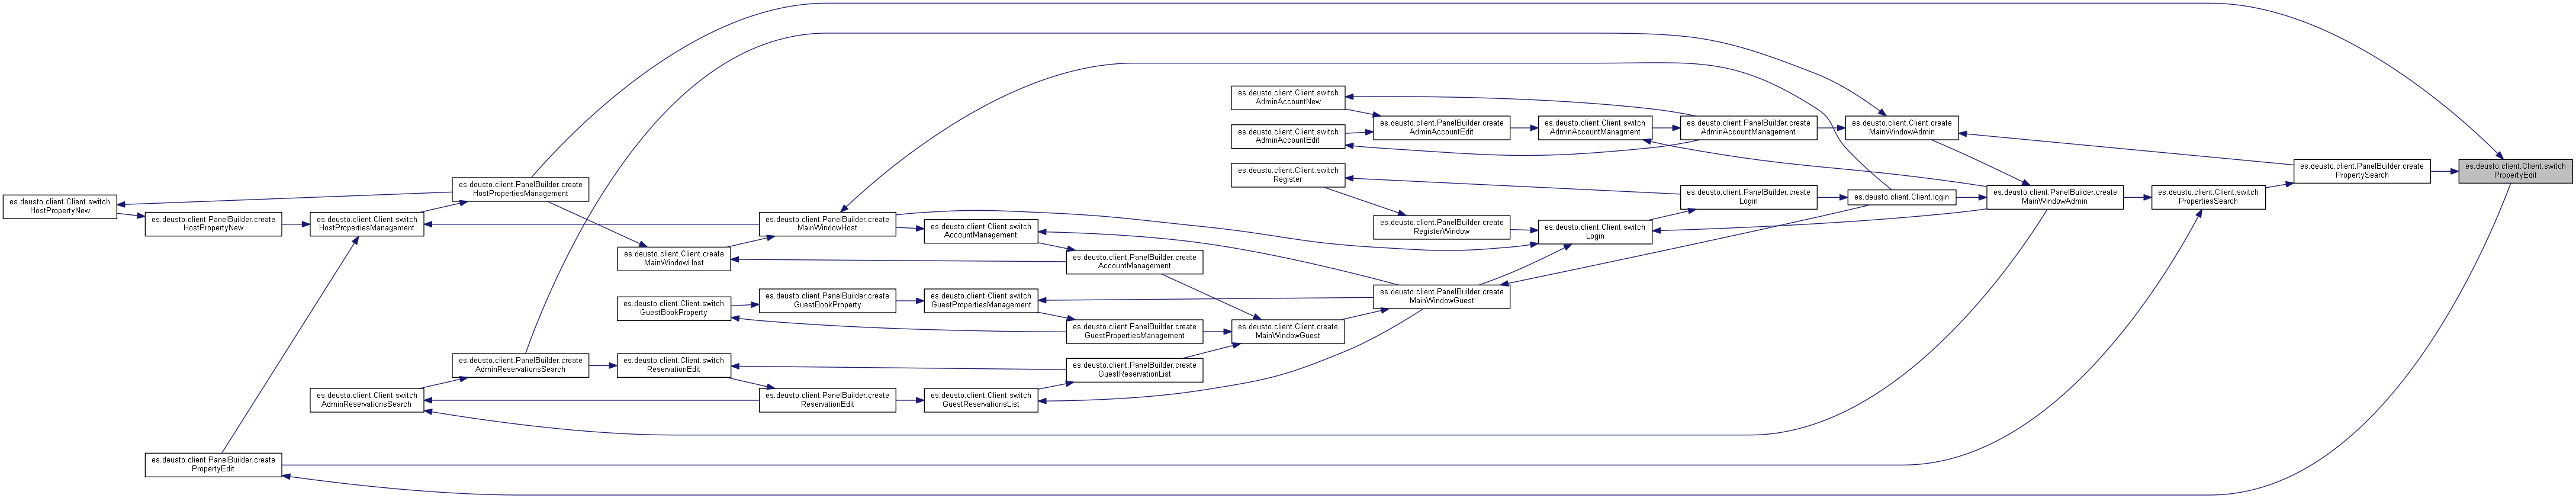 es.deusto.client.Client.switch
AdminAccountNew
es.deusto.client.PanelBuilder.create
AdminAccountEdit
es.deusto.client.Client.switch
AdminAccountManagment
es.deusto.client.PanelBuilder.create
AdminAccountManagement
es.deusto.client.Client.create
MainWindowAdmin
es.deusto.client.Client.switch
AdminAccountEdit
es.deusto.client.Client.switch
Register
es.deusto.client.PanelBuilder.create
PropertySearch
es.deusto.client.Client.switch
PropertyEdit
es.deusto.client.PanelBuilder.create
HostPropertiesManagement
es.deusto.client.PanelBuilder.create
Login
es.deusto.client.Client.login
es.deusto.client.PanelBuilder.create
MainWindowAdmin
es.deusto.client.Client.switch
PropertiesSearch
es.deusto.client.Client.switch
HostPropertyNew
es.deusto.client.PanelBuilder.create
HostPropertyNew
es.deusto.client.Client.switch
HostPropertiesManagement
es.deusto.client.PanelBuilder.create
MainWindowHost
es.deusto.client.Client.switch
AccountManagement
es.deusto.client.PanelBuilder.create
RegisterWindow
es.deusto.client.Client.switch
Login
es.deusto.client.Client.create
MainWindowHost
es.deusto.client.PanelBuilder.create
AccountManagement
es.deusto.client.Client.switch
GuestBookProperty
es.deusto.client.PanelBuilder.create
GuestBookProperty
es.deusto.client.Client.switch
GuestPropertiesManagement
es.deusto.client.PanelBuilder.create
MainWindowGuest
es.deusto.client.PanelBuilder.create
GuestPropertiesManagement
es.deusto.client.Client.create
MainWindowGuest
es.deusto.client.PanelBuilder.create
AdminReservationsSearch
es.deusto.client.Client.switch
ReservationEdit
es.deusto.client.PanelBuilder.create
GuestReservationList
es.deusto.client.Client.switch
AdminReservationsSearch
es.deusto.client.PanelBuilder.create
ReservationEdit
es.deusto.client.Client.switch
GuestReservationsList
es.deusto.client.PanelBuilder.create
PropertyEdit